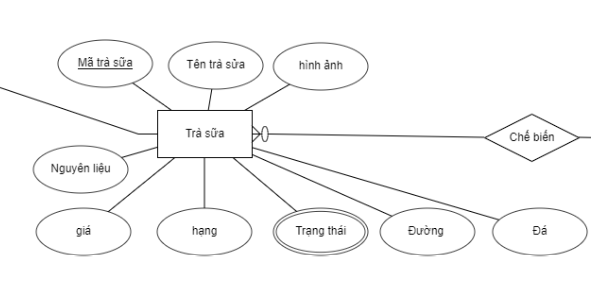 Mã trà sữa
Tên trà sửa
hình ảnh
Trà sữa
Chế biến
Nguyên liệu
giá
hạng
Trạng thái
Đường
Đá